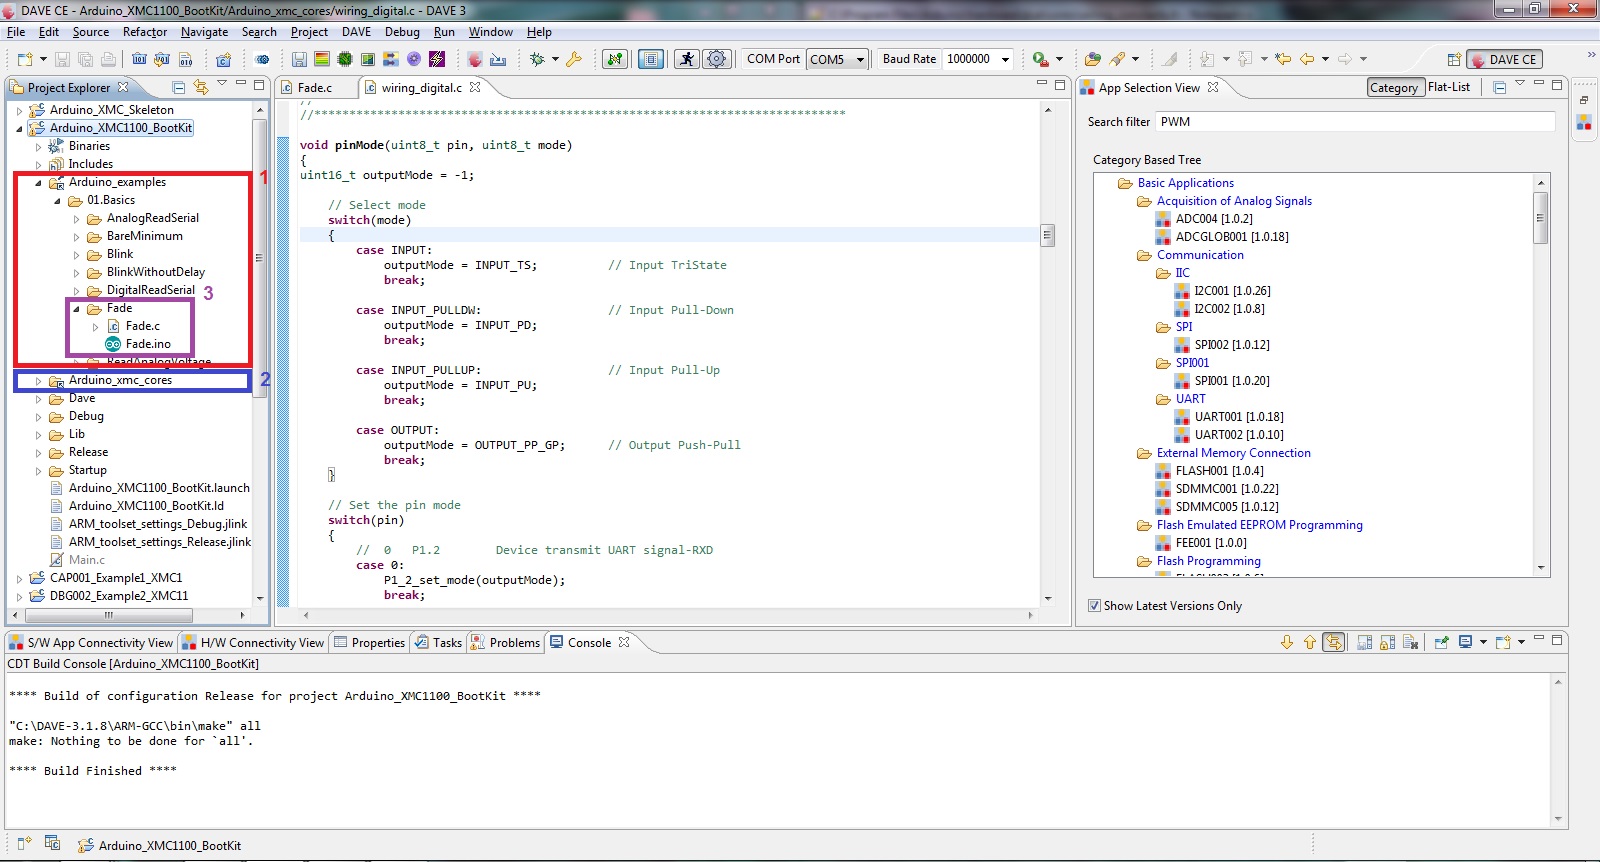 DAVE CE - Arduino_XMC1100_BootKit/Arduino_xmc_cores/wiring_digital.c - DAVE 3
File Edit Source Refactor Navigate Search Project DAVE Debug Run Window Help
COM Port COM5 Baud Rate 1000000 DAVE CE
Project Explorer
Arduino_XMC_Skeleton
Arduino_XMC1100_BootKit
Binaries
Includes
Arduino_examples
1
01.Basics
AnalogReadSerial
BareMinimum
Blink
BlinkWithoutDelay
DigitalReadSerial
3
Fade
Fade.c
Fade.ino
ReadAnalogVoltage
Arduino_xmc_cores
2
Dave
Debug
Lib
Release
Startup
Arduino_XMC1100_BootKit.launch
Arduino_XMC1100_BootKit.ld
ARM_toolset_settings_Debug.jlink
ARM_toolset_settings_Release.jlink
Main.c
CAP001_Example1_XMC1
DBG002_Example2_XMC11
Fade.c wiring_digital.c
//
//****************************************************************************
void pinMode(uint8_t pin, uint8_t mode)
{
uint16_t outputMode = -1;
// Select mode
switch(mode)
{
case INPUT:
outputMode = INPUT_TS; // Input TriState
break;
case INPUT_PULLDW: // Input Pull-Down
outputMode = INPUT_PD;
break;
case INPUT_PULLUP: // Input Pull-Up
outputMode = INPUT_PU;
break;
case OUTPUT:
outputMode = OUTPUT_PP_GP; // Output Push-Pull
break;
}
// Set the pin mode
switch(pin)
{
// 0 P1.2 Device transmit UART signal-RXD
case 0:
P1_2_set_mode(outputMode);
break;
App Selection View Category Flat-List
Search filter PWM
Category Based Tree
Basic Applications
Acquisition of Analog Signals
ADC004 [1.0.2]
ADCGLOB001 [1.0.18]
Communication
IIC
I2C001 [1.0.26]
I2C002 [1.0.8]
SPI
SPI002 [1.0.12]
SPI001
SPI001 [1.0.20]
UART
UART001 [1.0.18]
UART002 [1.0.10]
External Memory Connection
FLASH001 [1.0.4]
SDMMC001 [1.0.22]
SDMMC005 [1.0.12]
Flash Emulated EEPROM Programming
FEE001 [1.0.0]
Flash Programming
Show Latest Versions Only
S/W App Connectivity View H/W Connectivity View Properties Tasks Problems Console
CDT Build Console [Arduino_XMC1100_BootKit]
**** Build of configuration Release for project Arduino_XMC1100_BootKit ****
"C:\DAVE-3.1.8\ARM-GCC\bin\make" all
make: Nothing to be done for `all'.
**** Build Finished ****
Arduino_XMC1100_BootKit